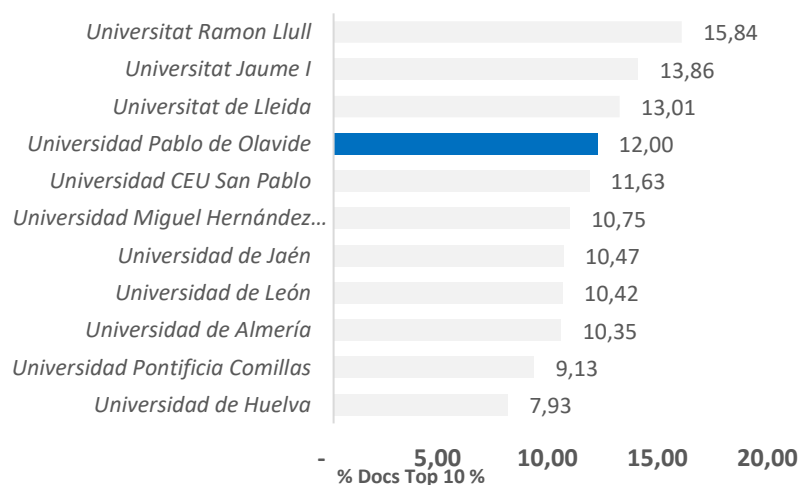 Universitat Ramon Llull 15,84
Universitat Jaume I 13,86
Universitat de Lleida 13,01
Universidad Pablo de Olavide 12,00
Universidad CEU San Pablo 11,63
Universidad Miguel Hernández… 10,75
Universidad de Jaén 10,47
Universidad de León 10,42
Universidad de Almería 10,35
Universidad Pontificia Comillas 9,13
Universidad de Huelva 7,93
- 5,00 10,00 15,00 20,00
% Docs Top 10 %